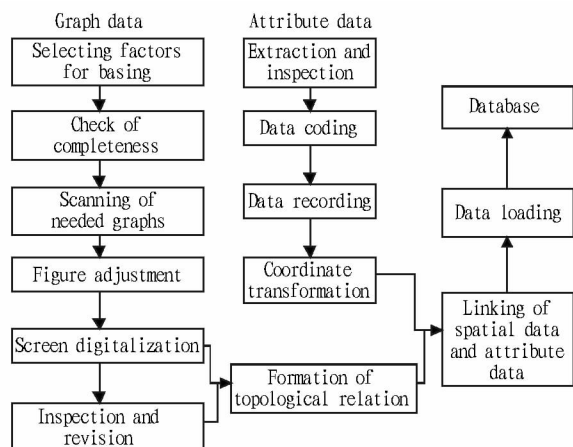 Graph data
Selecting factors
for basing
Check of
completeness
Scanning of
needed graphs
Figure adjustment
Screen digitalization
Inspection and
revision
Attribute data
Extraction and
inspection
Data coding
Data recording
Coordinate
transformation
Formation of
topological relation
Database
Data loading
Linking of
spatial data
and attribute
data